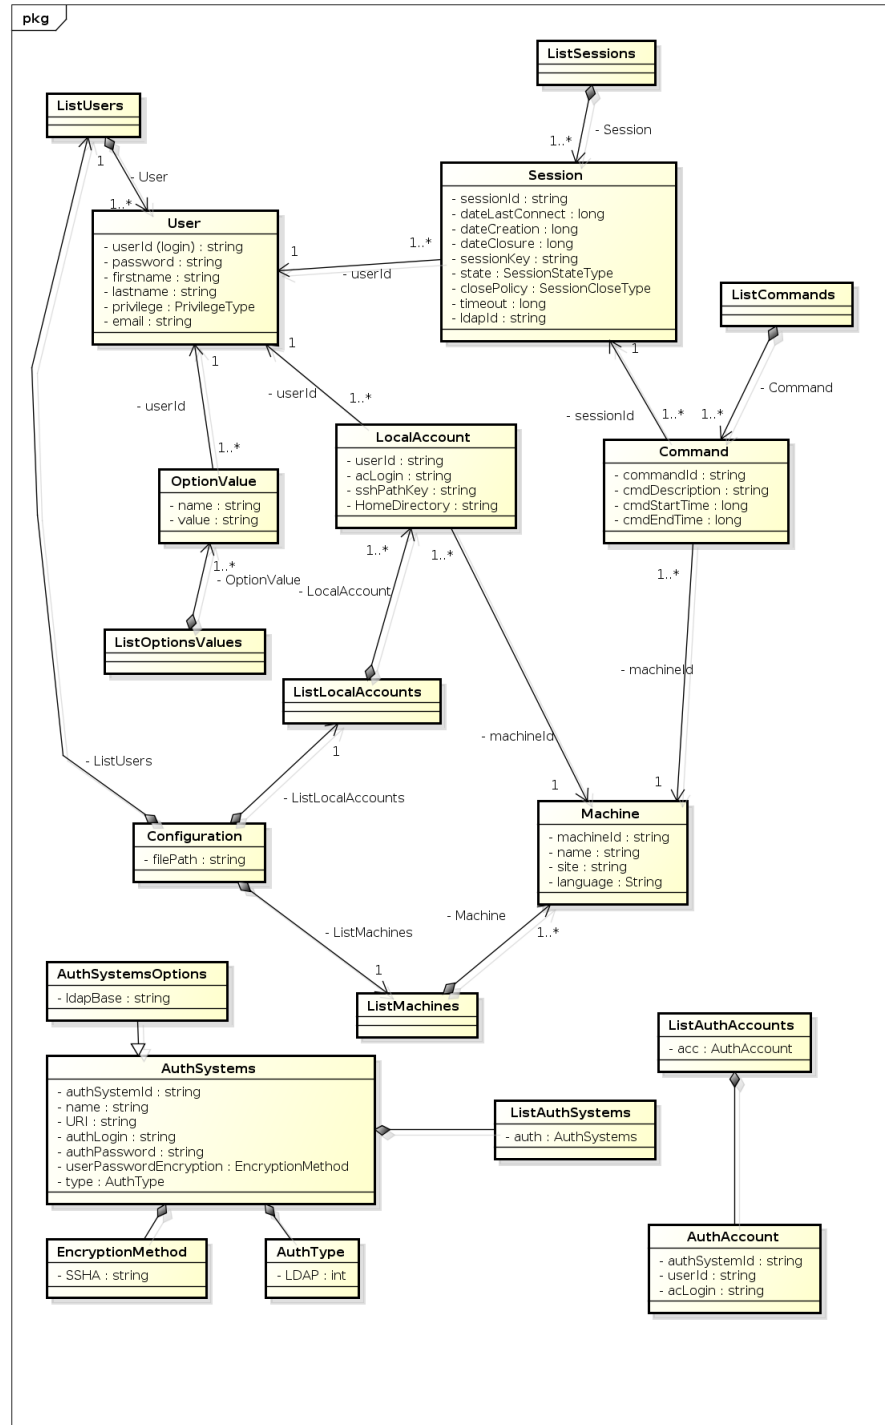 pkg
ListSessions
- Session
1..*
ListUsers
1
- User
1..*
User
- userId (login) : string
- password : string
- firstname : string
- lastname : string
- privilege : PrivilegeType
- email : string
Session
- sessionId : string
- dateLastConnect : long
- dateCreation : long
- dateClosure : long
- sessionKey : string
- state : SessionStateType
- closePolicy : SessionCloseType
- timeout : long
- ldapId : string
1
1..*
- userId
ListCommands
- Command
1..*
1
- sessionId
1..*
Command
- commandId : string
- cmdDescription : string
- cmdStartTime : long
- cmdEndTime : long
1..*
- machineId
1
1
- userId
1..*
1
- userId
1..*
LocalAccount
- userId : string
- acLogin : string
- sshPathKey : string
- HomeDirectory : string
OptionValue
- name : string
- value : string
1..*
- OptionValue
ListOptionsValues
1..*
- LocalAccount
1..*
- machineId
1
ListLocalAccounts
1
- ListLocalAccounts
- ListUsers
Configuration
- filePath : string
- ListMachines
1
Machine
- machineId : string
- name : string
- site : string
- language : String
- Machine
1..*
ListMachines
AuthSystemsOptions
- ldapBase : string
AuthSystems
- authSystemId : string
- name : string
- URI : string
- authLogin : string
- authPassword : string
- userPasswordEncryption : EncryptionMethod
- type : AuthType
ListAuthSystems
- auth : AuthSystems
ListAuthAccounts
- acc : AuthAccount
EncryptionMethod
- SSHA : string
AuthType
- LDAP : int
AuthAccount
- authSystemId : string
- userId : string
- acLogin : string